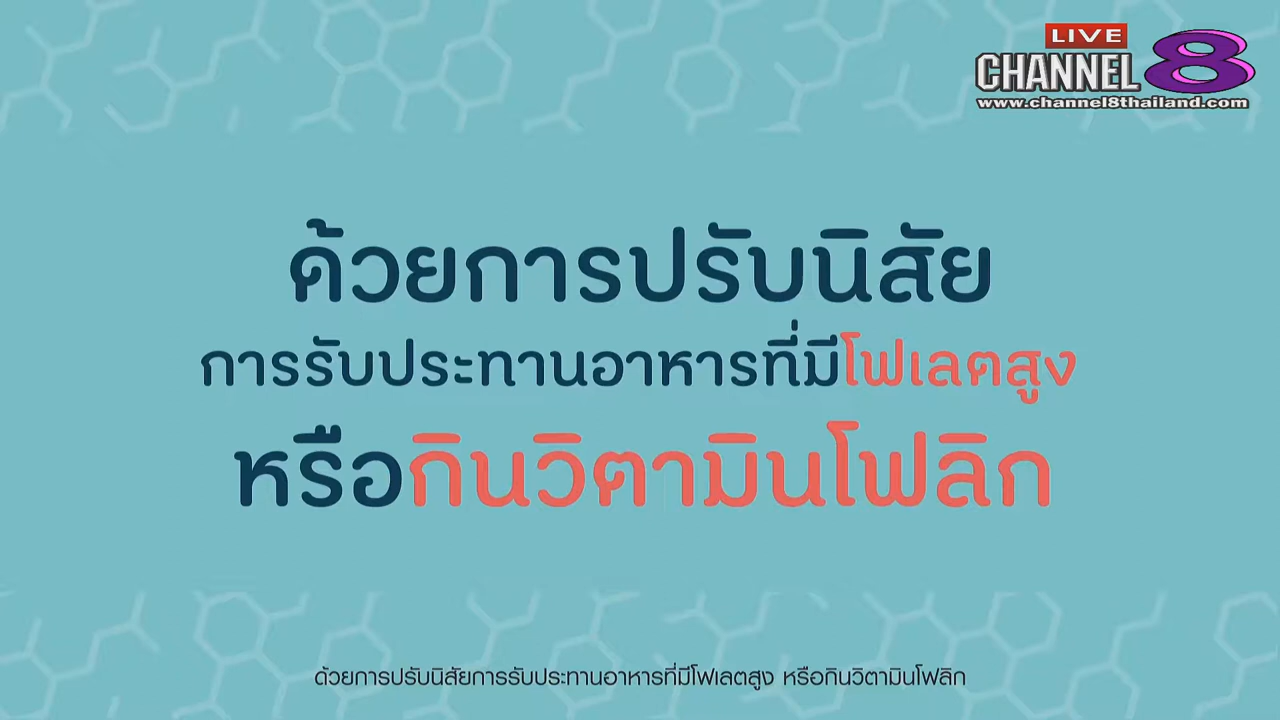 LIVE
CHANNEL 8
www.channel8thailand.com
ด้วยการปรับนิสัย
การรับประทานอาหารที่มีโฟเลตสูง
หรือกินวิตามินโฟลิก
ด้วยการปรับนิสัยการรับประทานอาหารที่มีโฟเลตสูง หรือกินวิตามินโฟลิก